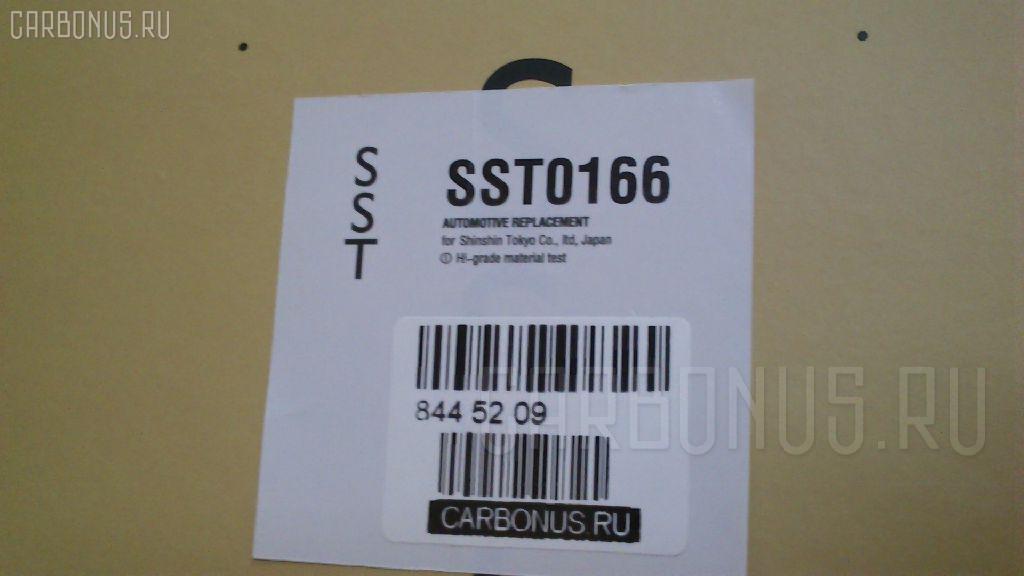 CARBONUS.RU
S
S
T
SST0166
AUTOMOTIVE REPLACEMENT
for Shinshin Tokyo Co., ltd, Japan
① H!-grade material test
844 52 09
CARBONUS.RU
CARBONUS.RU